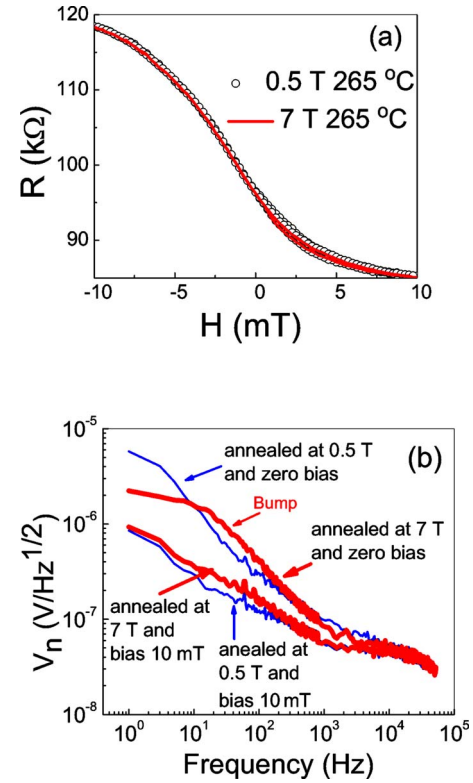 (a)
0.5 T 265 °C
7 T 265 °C
120
110
100
90
R (kΩ)
-10 -5 0 5 10
H (mT)
(b)
annealed at 0.5 T
and zero bias
Bump
annealed at 7 T
and zero bias
annealed at
7 T and
bias 10 mT
anealed at
0.5 T and
bias 10 mT
10⁻⁵
10⁻⁶
10⁻⁷
10⁻⁸
Vₙ (V/Hz¹/²)
10⁰ 10¹ 10² 10³ 10⁴ 10⁵
Frequency (Hz)